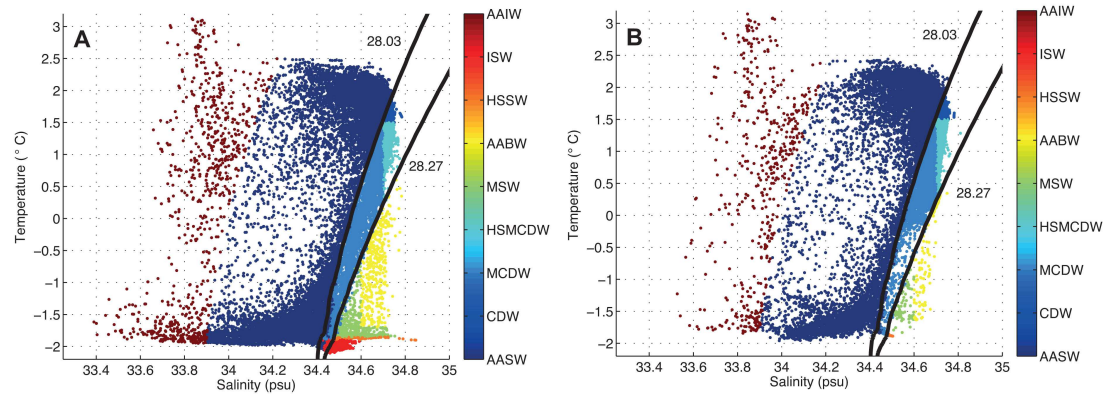 A
3
2.5
2
1.5
1
0.5
0
−0.5
−1
−1.5
−2
Temperature (° C)
33.4 33.6 33.8 34 34.2 34.4 34.6 34.8 35
Salinity (psu)
28.03
28.27
AAIW
ISW
HSSW
AABW
MSW
HSMCDW
MCDW
CDW
AASW
B
3
2.5
2
1.5
1
0.5
0
−0.5
−1
−1.5
−2
Temperature (° C)
33.4 33.6 33.8 34 34.2 34.4 34.6 34.8 35
Salinity (psu)
28.03
28.27
AAIW
ISW
HSSW
AABW
MSW
HSMCDW
MCDW
CDW
AASW